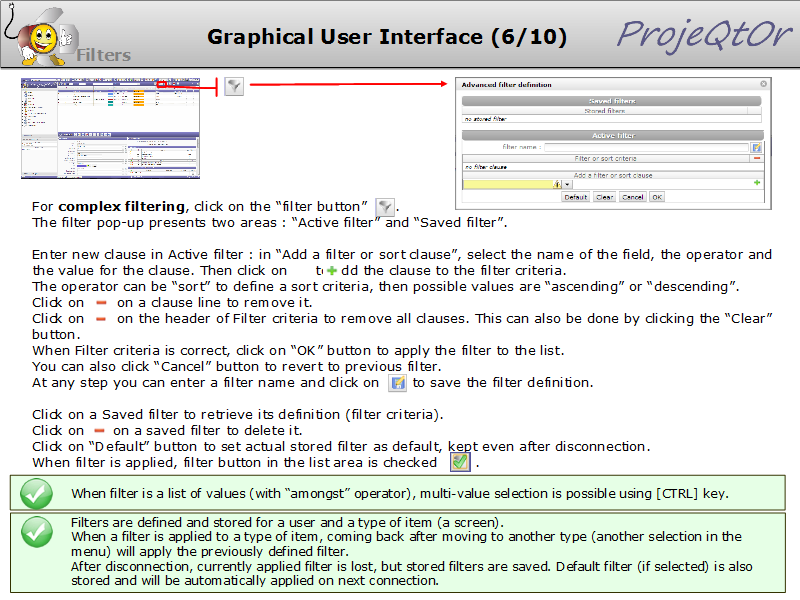 Filters
Graphical User Interface (6/10)
ProjeQtOr
Advanced filter definition
Saved filters
Stored filters
no stored filter
Active filter
filter name :
Filter or sort criteria
no filter clause
Add a filter or sort clause
Default Clear Cancel OK
For complex filtering, click on the “filter button” .
The filter pop-up presents two areas : “Active filter” and “Saved filter”.
Enter new clause in Active filter : in “Add a filter or sort clause”, select the name of the field, the operator and
the value for the clause. Then click on t dd the clause to the filter criteria.
The operator can be “sort” to define a sort criteria, then possible values are “ascending” or “descending”.
Click on on a clause line to remove it.
Click on on the header of Filter criteria to remove all clauses. This can also be done by clicking the “Clear”
button.
When Filter criteria is correct, click on “OK” button to apply the filter to the list.
You can also click “Cancel” button to revert to previous filter.
At any step you can enter a filter name and click on to save the filter definition.
Click on a Saved filter to retrieve its definition (filter criteria).
Click on on a saved filter to delete it.
Click on “Default” button to set actual stored filter as default, kept even after disconnection.
When filter is applied, filter button in the list area is checked .
When filter is a list of values (with “amongst” operator), multi-value selection is possible using [CTRL] key.
Filters are defined and stored for a user and a type of item (a screen).
When a filter is applied to a type of item, coming back after moving to another type (another selection in the
menu) will apply the previously defined filter.
After disconnection, currently applied filter is lost, but stored filters are saved. Default filter (if selected) is also
stored and will be automatically applied on next connection.